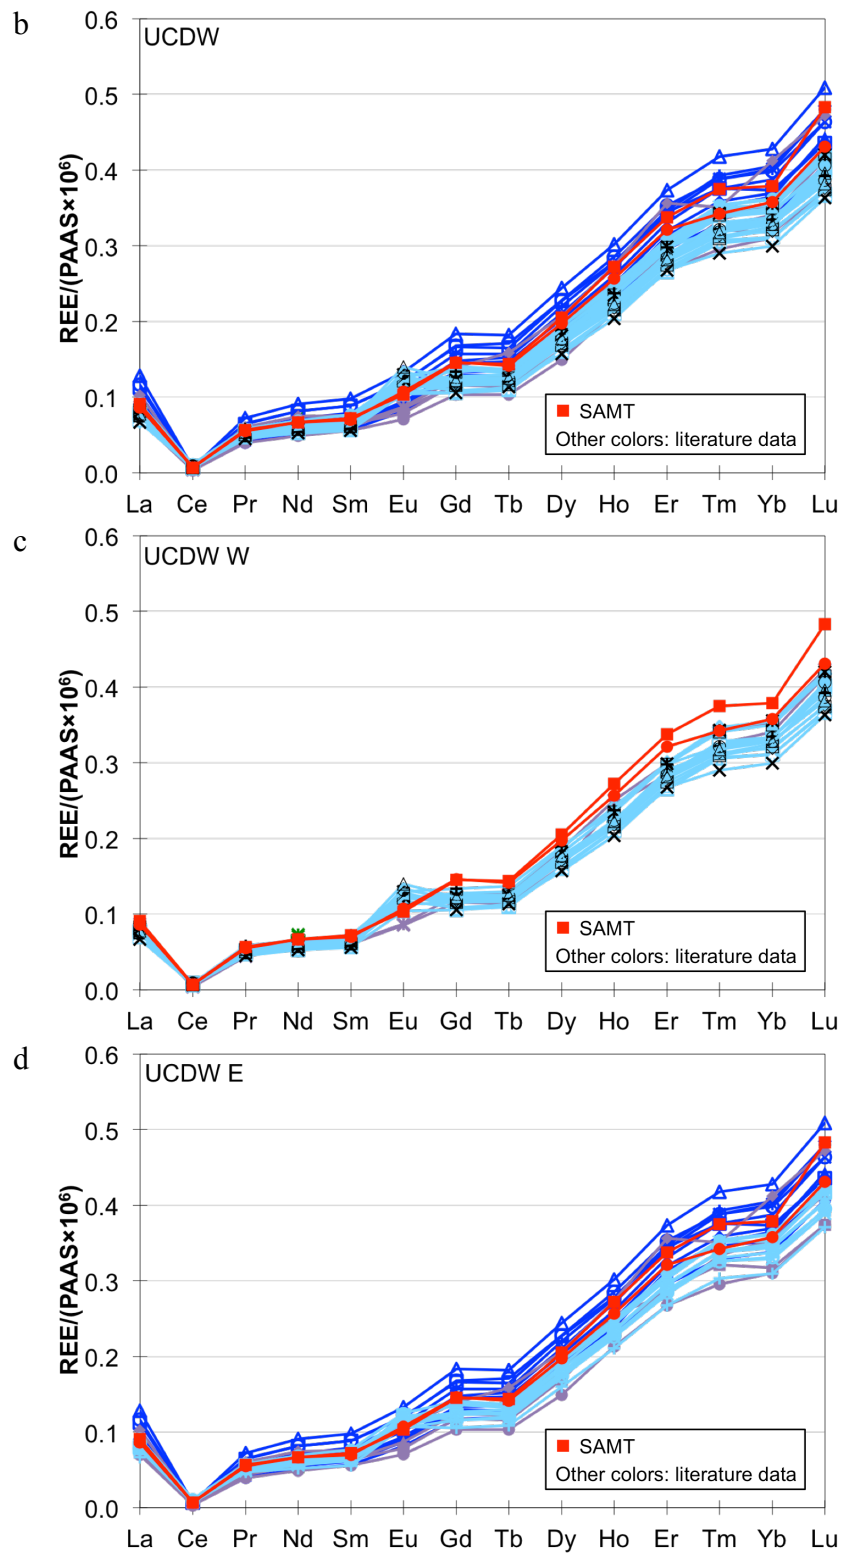 b
UCDW
0.6
0.5
0.4
0.3
0.2
0.1
0.0
REE/(PAAS×10⁶)
SAMT
Other colors: literature data
La Ce Pr Nd Sm Eu Gd Tb Dy Ho Er Tm Yb Lu
c
UCDW W
0.6
0.5
0.4
0.3
0.2
0.1
0.0
REE/(PAAS×10⁶)
SAMT
Other colors: literature data
La Ce Pr Nd Sm Eu Gd Tb Dy Ho Er Tm Yb Lu
d
UCDW E
0.6
0.5
0.4
0.3
0.2
0.1
0.0
REE/(PAAS×10⁶)
SAMT
Other colors: literature data
La Ce Pr Nd Sm Eu Gd Tb Dy Ho Er Tm Yb Lu